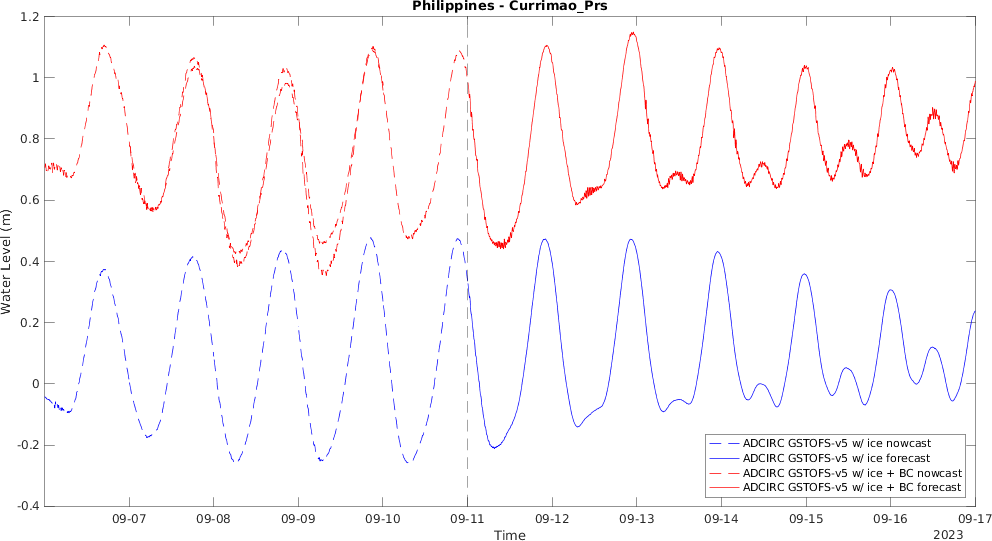 Philippines - Currimao_Prs
1.2
1
0.8
0.6
0.4
0.2
0
-0.2
-0.4
Water Level (m)
ADCIRC GSTOFS-v5 w/ ice nowcast
ADCIRC GSTOFS-v5 w/ ice forecast
ADCIRC GSTOFS-v5 w/ ice + BC nowcast
ADCIRC GSTOFS-v5 w/ ice + BC forecast
09-07 09-08 09-09 09-10 09-11 09-12 09-13 09-14 09-15 09-16 09-17
Time
2023